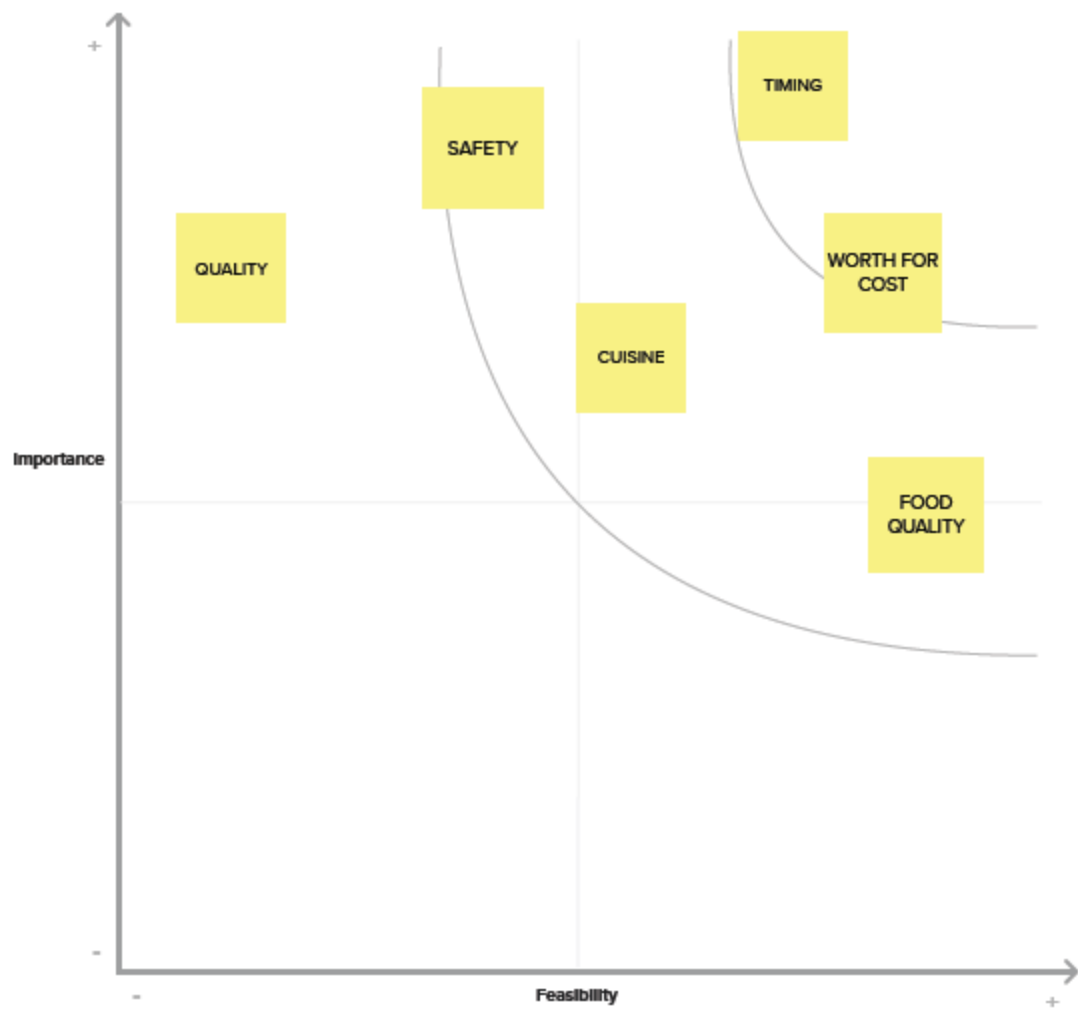 +
TIMING
SAFETY
WORTH FOR
COST
QUALITY
CUISINE
Importance
FOOD
QUALITY
-
-
Feasibility
+